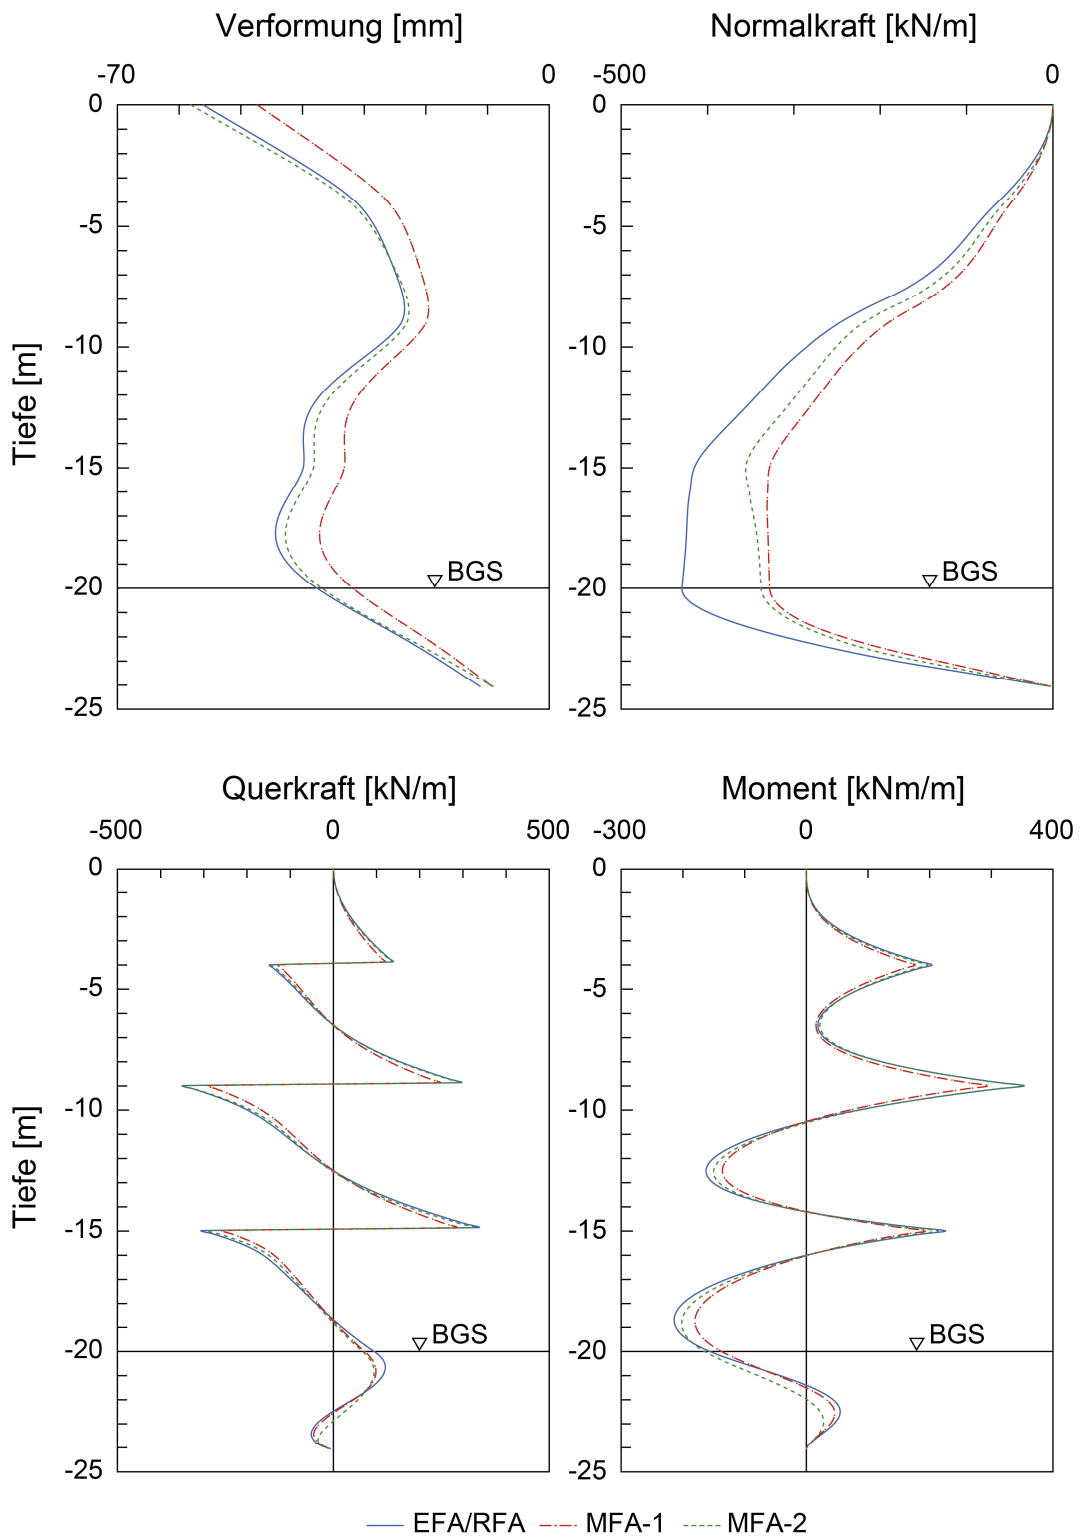 Verformung [mm]
-70 0
0
-5
-10
-15
-20
-25
Tiefe [m]
BGS
Normalkraft [kN/m]
-500 0
0
-5
-10
-15
-20
-25
BGS
Querkraft [kN/m]
-500 0 500
0
-5
-10
-15
-20
-25
Tiefe [m]
BGS
Moment [kNm/m]
-300 0 400
0
-5
-10
-15
-20
-25
BGS
EFA/RFA MFA-1 MFA-2